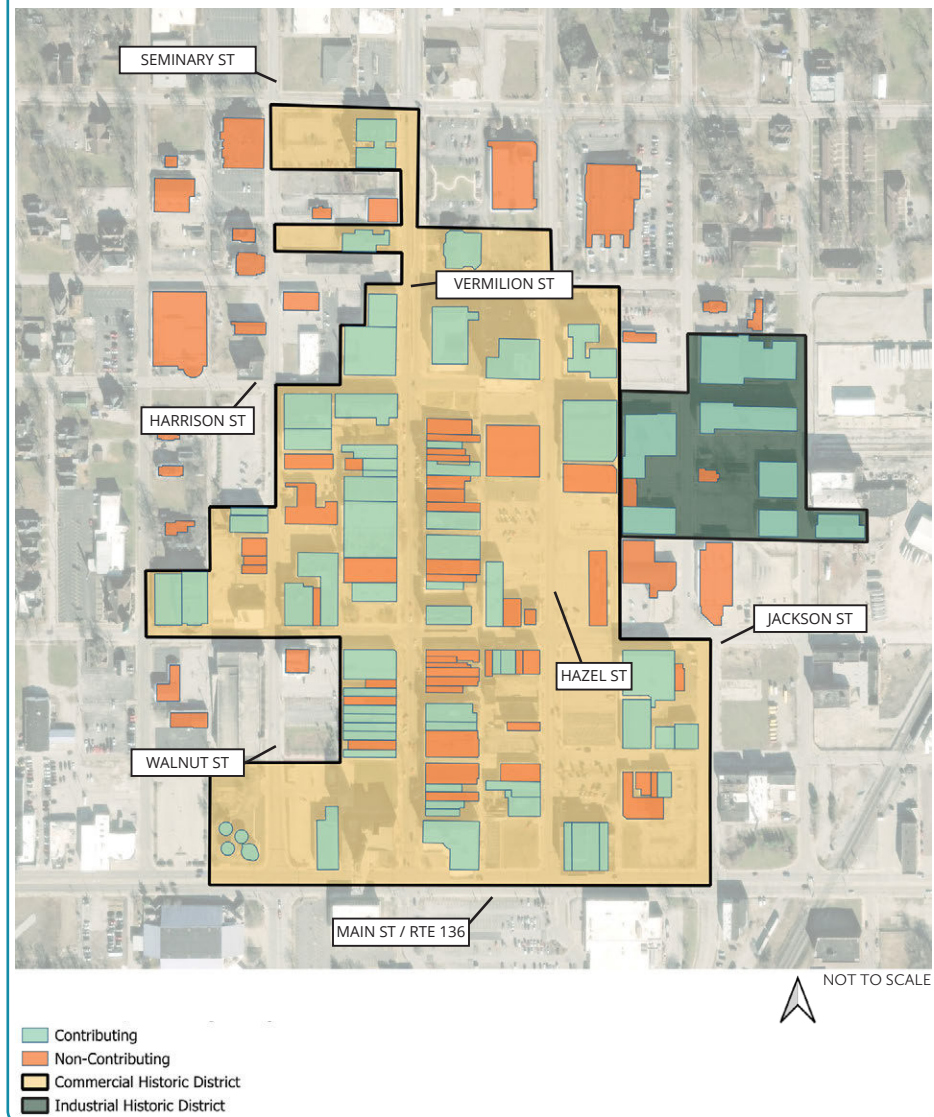 SEMINARY ST
VERMILION ST
HARRISON ST
JACKSON ST
HAZEL ST
WALNUT ST
MAIN ST / RTE 136
NOT TO SCALE
Contributing
Non-Contributing
Commercial Historic District
Industrial Historic District